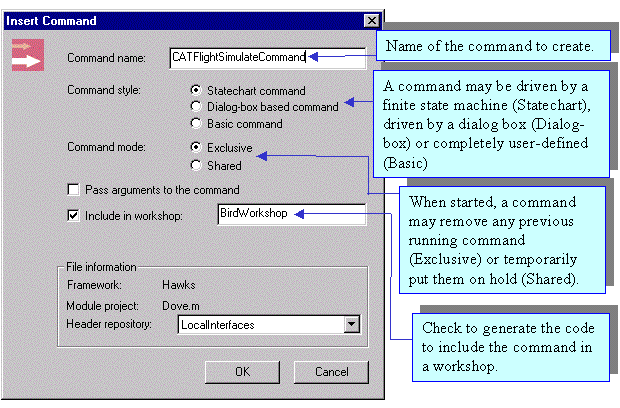 Insert Command
Command name:
CATFlightSimulateCommand
Name of the command to create.
Command style:
Statechart command
Dialog-box based command
Basic command
A command may be driven by a
finite state machine (Statechart),
driven by a dialog box (Dialog-
box) or completely user-defined
(Basic)
Command mode:
Exclusive
Shared
Pass arguments to the command
Include in workshop:
BirdWorkshop
When started, a command
may remove any previous
running command
(Exclusive) or temporarily
put them on hold (Shared).
File information
Framework: Hawks
Module project: Dove.m
Header repository: LocalInterfaces
Check to generate the code
to include the command in
a workshop.
OK
Cancel